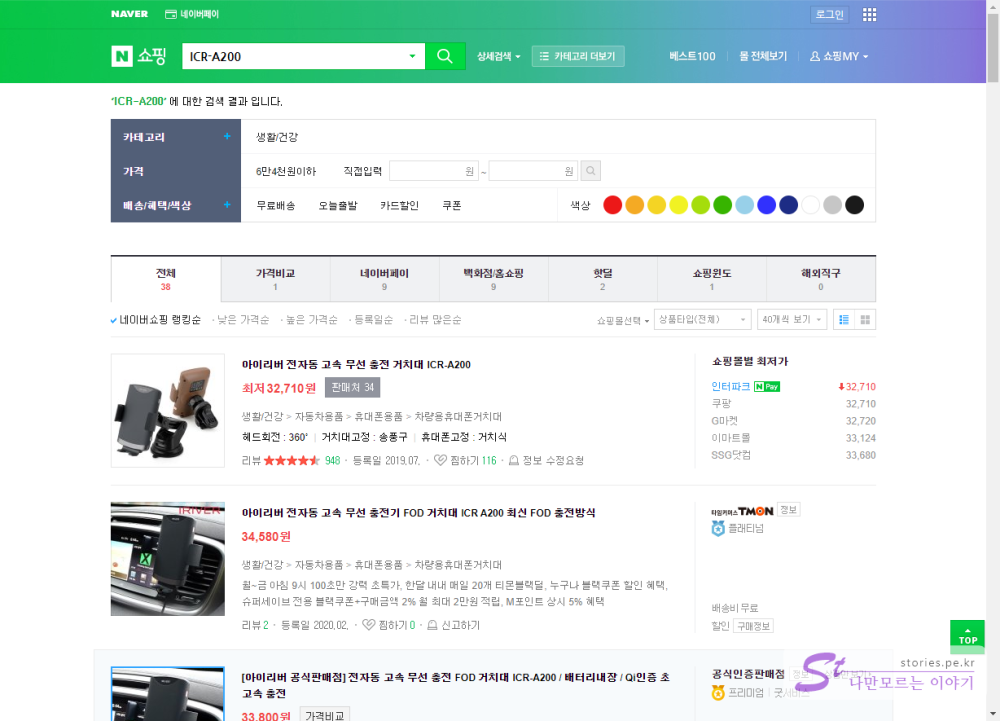 NAVER 네이버페이 로그인
N 쇼핑 ICR-A200 상세검색 카테고리 더보기 베스트100 몰 전체보기 쇼핑MY
'ICR-A200' 에 대한 검색 결과 입니다.
카테고리 + 생활/건강
가격 6만4천원이하 직접입력 원 ~ 원
배송/혜택/색상 + 무료배송 오늘출발 카드할인 쿠폰 색상
전체 가격비교 네이버페이 백화점/홈쇼핑 핫딜 쇼핑윈도 해외직구
38 1 9 9 2 1 0
네이버쇼핑 랭킹순 · 낮은 가격순 · 높은 가격순 · 등록일순 · 리뷰 많은순 쇼핑몰선택 상품타입(전체) 40개씩 보기
아이리버 전자동 고속 무선 충전 거치대 ICR-A200
최저 32,710원 판매처 34
생활/건강 > 자동차용품 > 휴대폰용품 > 차량용휴대폰거치대
헤드회전 : 360˚ | 거치대고정 : 송풍구 | 휴대폰고정 : 거치식
리뷰 948 · 등록일 2019.07. · 찜하기 116 · 정보 수정요청
쇼핑몰별 최저가
인터파크 N Pay 32,710
쿠팡 32,710
G마켓 32,720
이마트몰 33,124
SSG닷컴 33,680
IRIVER
아이리버 전자동 고속 무선 충전기 FOD 거치대 ICR A200 최신 FOD 충전방식
34,580원
생활/건강 > 자동차용품 > 휴대폰용품 > 차량용휴대폰거치대
월~금 아침 9시 100초만 강력 초특가, 한달 내내 매일 20개 티몬블랙딜, 누구나 블랙쿠폰 할인 혜택,
슈퍼세이브 전용 블랙쿠폰+구매금액 2% 월 최대 2만원 적립, M포인트 상시 5% 혜택
리뷰 2 · 등록일 2020.02. · 찜하기 0 · 신고하기
타임커머스 TMON 정보
플래티넘
배송비 무료
할인 구매정보
TOP
[아이리버 공식판매점] 전자동 고속 무선 충전 FOD 거치대 ICR-A200 / 배터리내장 / Qi인증 초
고속 충전
33,800원 가격비교
공식인증판매점 정보
프리미엄 | 굿서비스
St stories.pe.kr
나만모르는 이야기